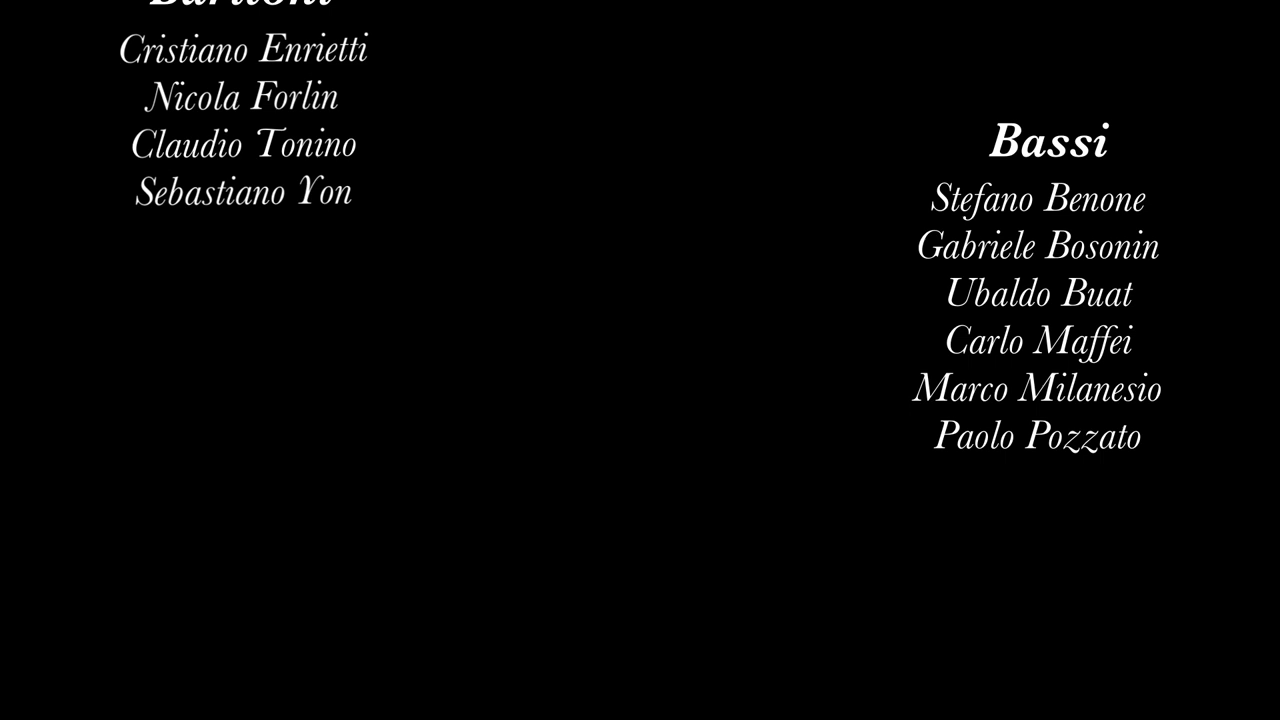 Baritoni
Cristiano Enrietti
Nicola Forlin
Claudio Tonino
Sebastiano Yon
Bassi
Stefano Benone
Gabriele Bosonin
Ubaldo Buat
Carlo Maffei
Marco Milanesio
Paolo Pozzato